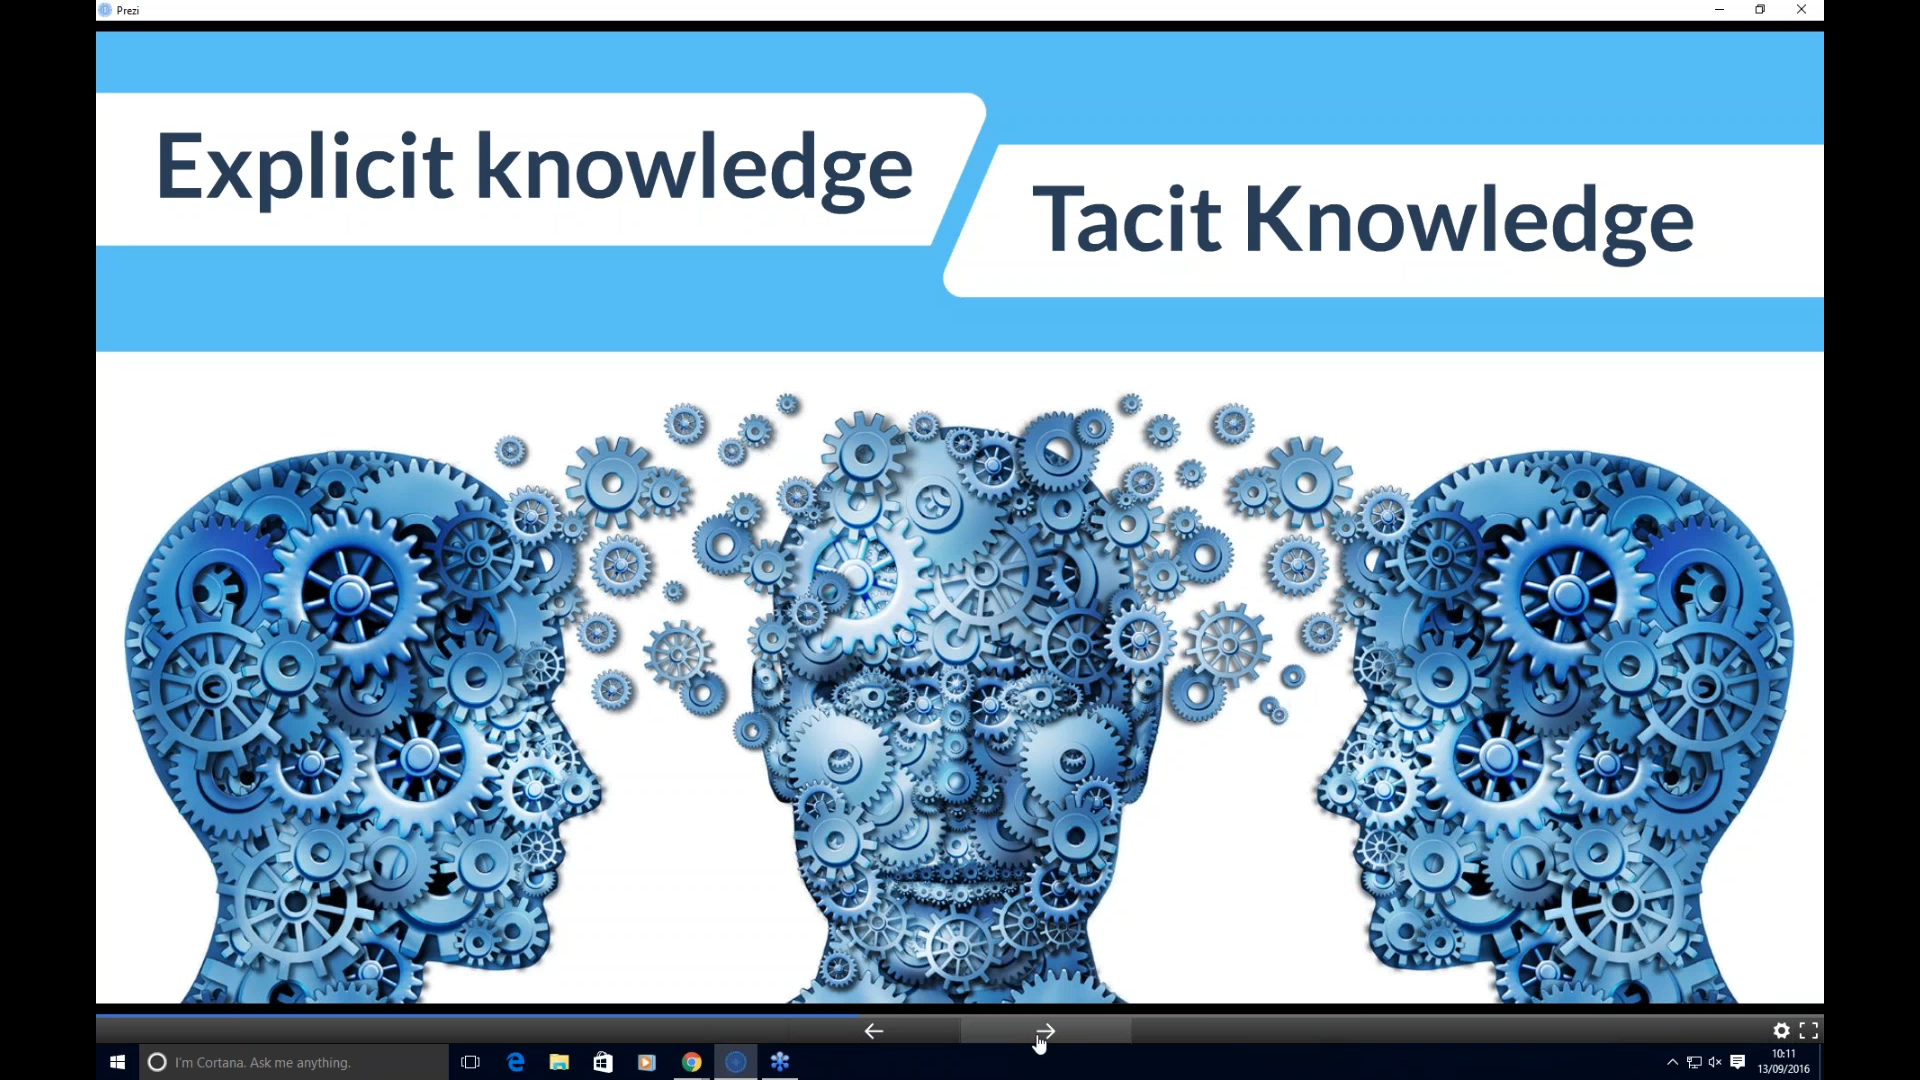 Prezi
Explicit knowledge
Tacit Knowledge
I'm Cortana. Ask me anything.
10:11
13/09/2016